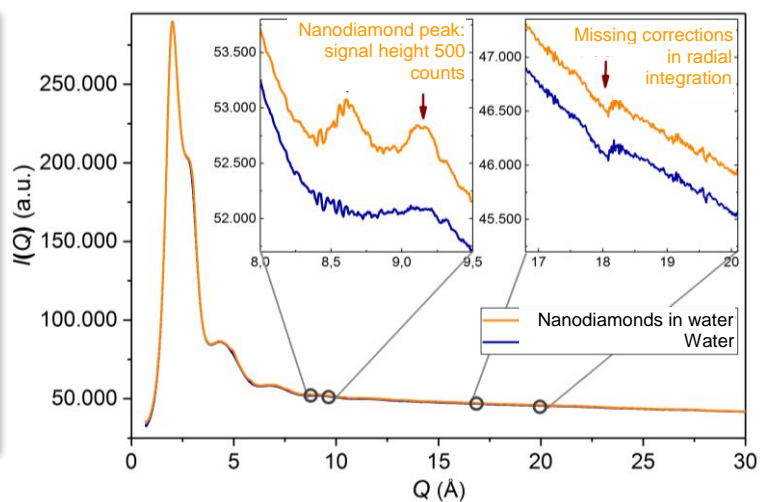 Nanodiamond peak:
signal height 500
counts
Missing corrections
in radial
integration
53.500
53.000
52.500
52.000
8,0
8,5
9,0
9,5
47.000
46.500
46.000
45.500
17
18
19
20
I(Q) (a.u.)
250.000
200.000
150.000
100.000
50.000
Nanodiamonds in water
Water
0
5
10
15
20
25
30
Q (Å)